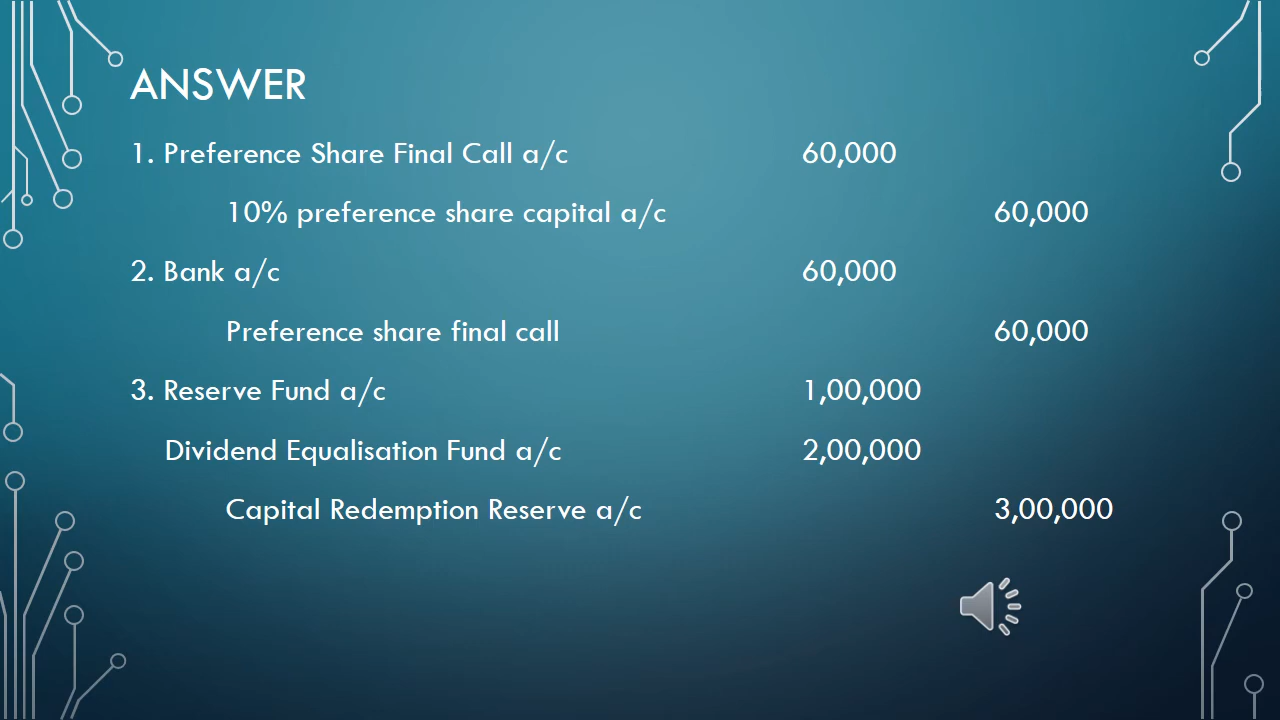 ANSWER
1. Preference Share Final Call a/c 60,000
10% preference share capital a/c 60,000
2. Bank a/c 60,000
Preference share final call 60,000
3. Reserve Fund a/c 1,00,000
Dividend Equalisation Fund a/c 2,00,000
Capital Redemption Reserve a/c 3,00,000